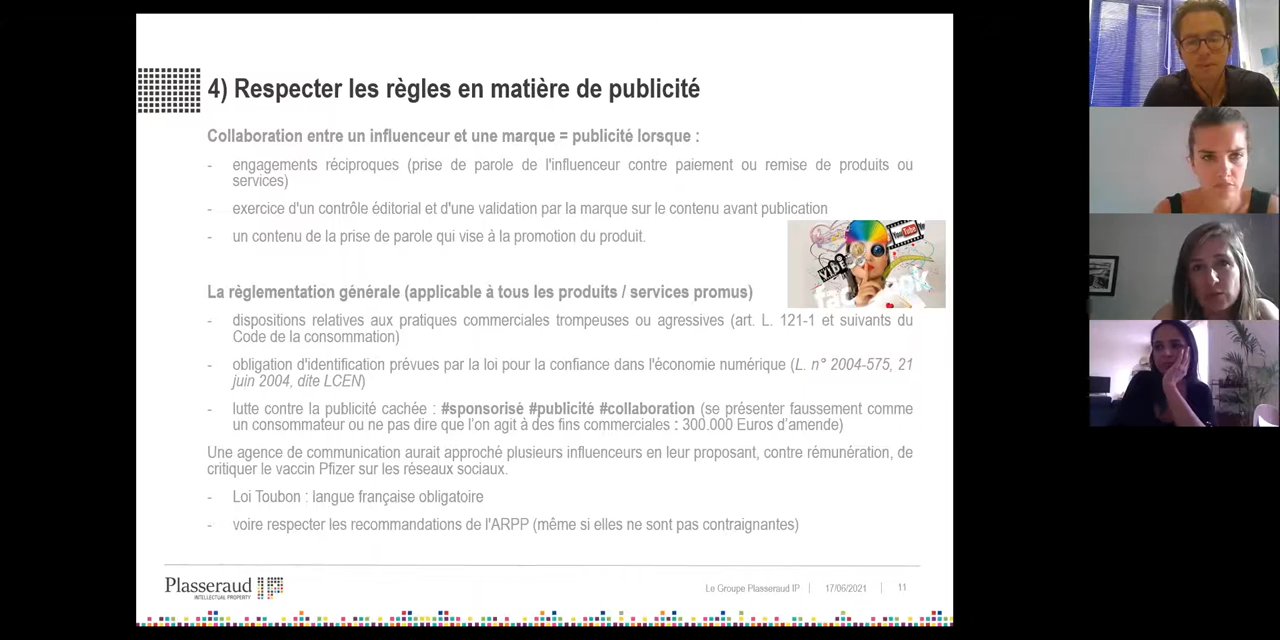 4) Respecter les règles en matière de publicité
Collaboration entre un influenceur et une marque = publicité lorsque :
- engagements réciproques (prise de parole de l'influenceur contre paiement ou remise de produits ou
services)
- exercice d'un contrôle éditorial et d'une validation par la marque sur le contenu avant publication
- un contenu de la prise de parole qui vise à la promotion du produit.
YouTube
VIDEO
La règlementation générale (applicable à tous les produits / services promus)
- dispositions relatives aux pratiques commerciales trompeuses ou agressives (art. L. 121-1 et suivants du
Code de la consommation)
- obligation d'identification prévues par la loi pour la confiance dans l'économie numérique (L. n° 2004-575, 21
juin 2004, dite LCEN)
- lutte contre la publicité cachée : #sponsorisé #publicité #collaboration (se présenter faussement comme
un consommateur ou ne pas dire que l'on agit à des fins commerciales : 300.000 Euros d'amende)
Une agence de communication aurait approché plusieurs influenceurs en leur proposant, contre rémunération, de
critiquer le vaccin Pfizer sur les réseaux sociaux.
- Loi Toubon : langue française obligatoire
- voire respecter les recommandations de l'ARPP (même si elles ne sont pas contraignantes)
Plasseraud IP
INTELLECTUAL PROPERTY
Le Groupe Plasseraud IP | 17/06/2021 | 11